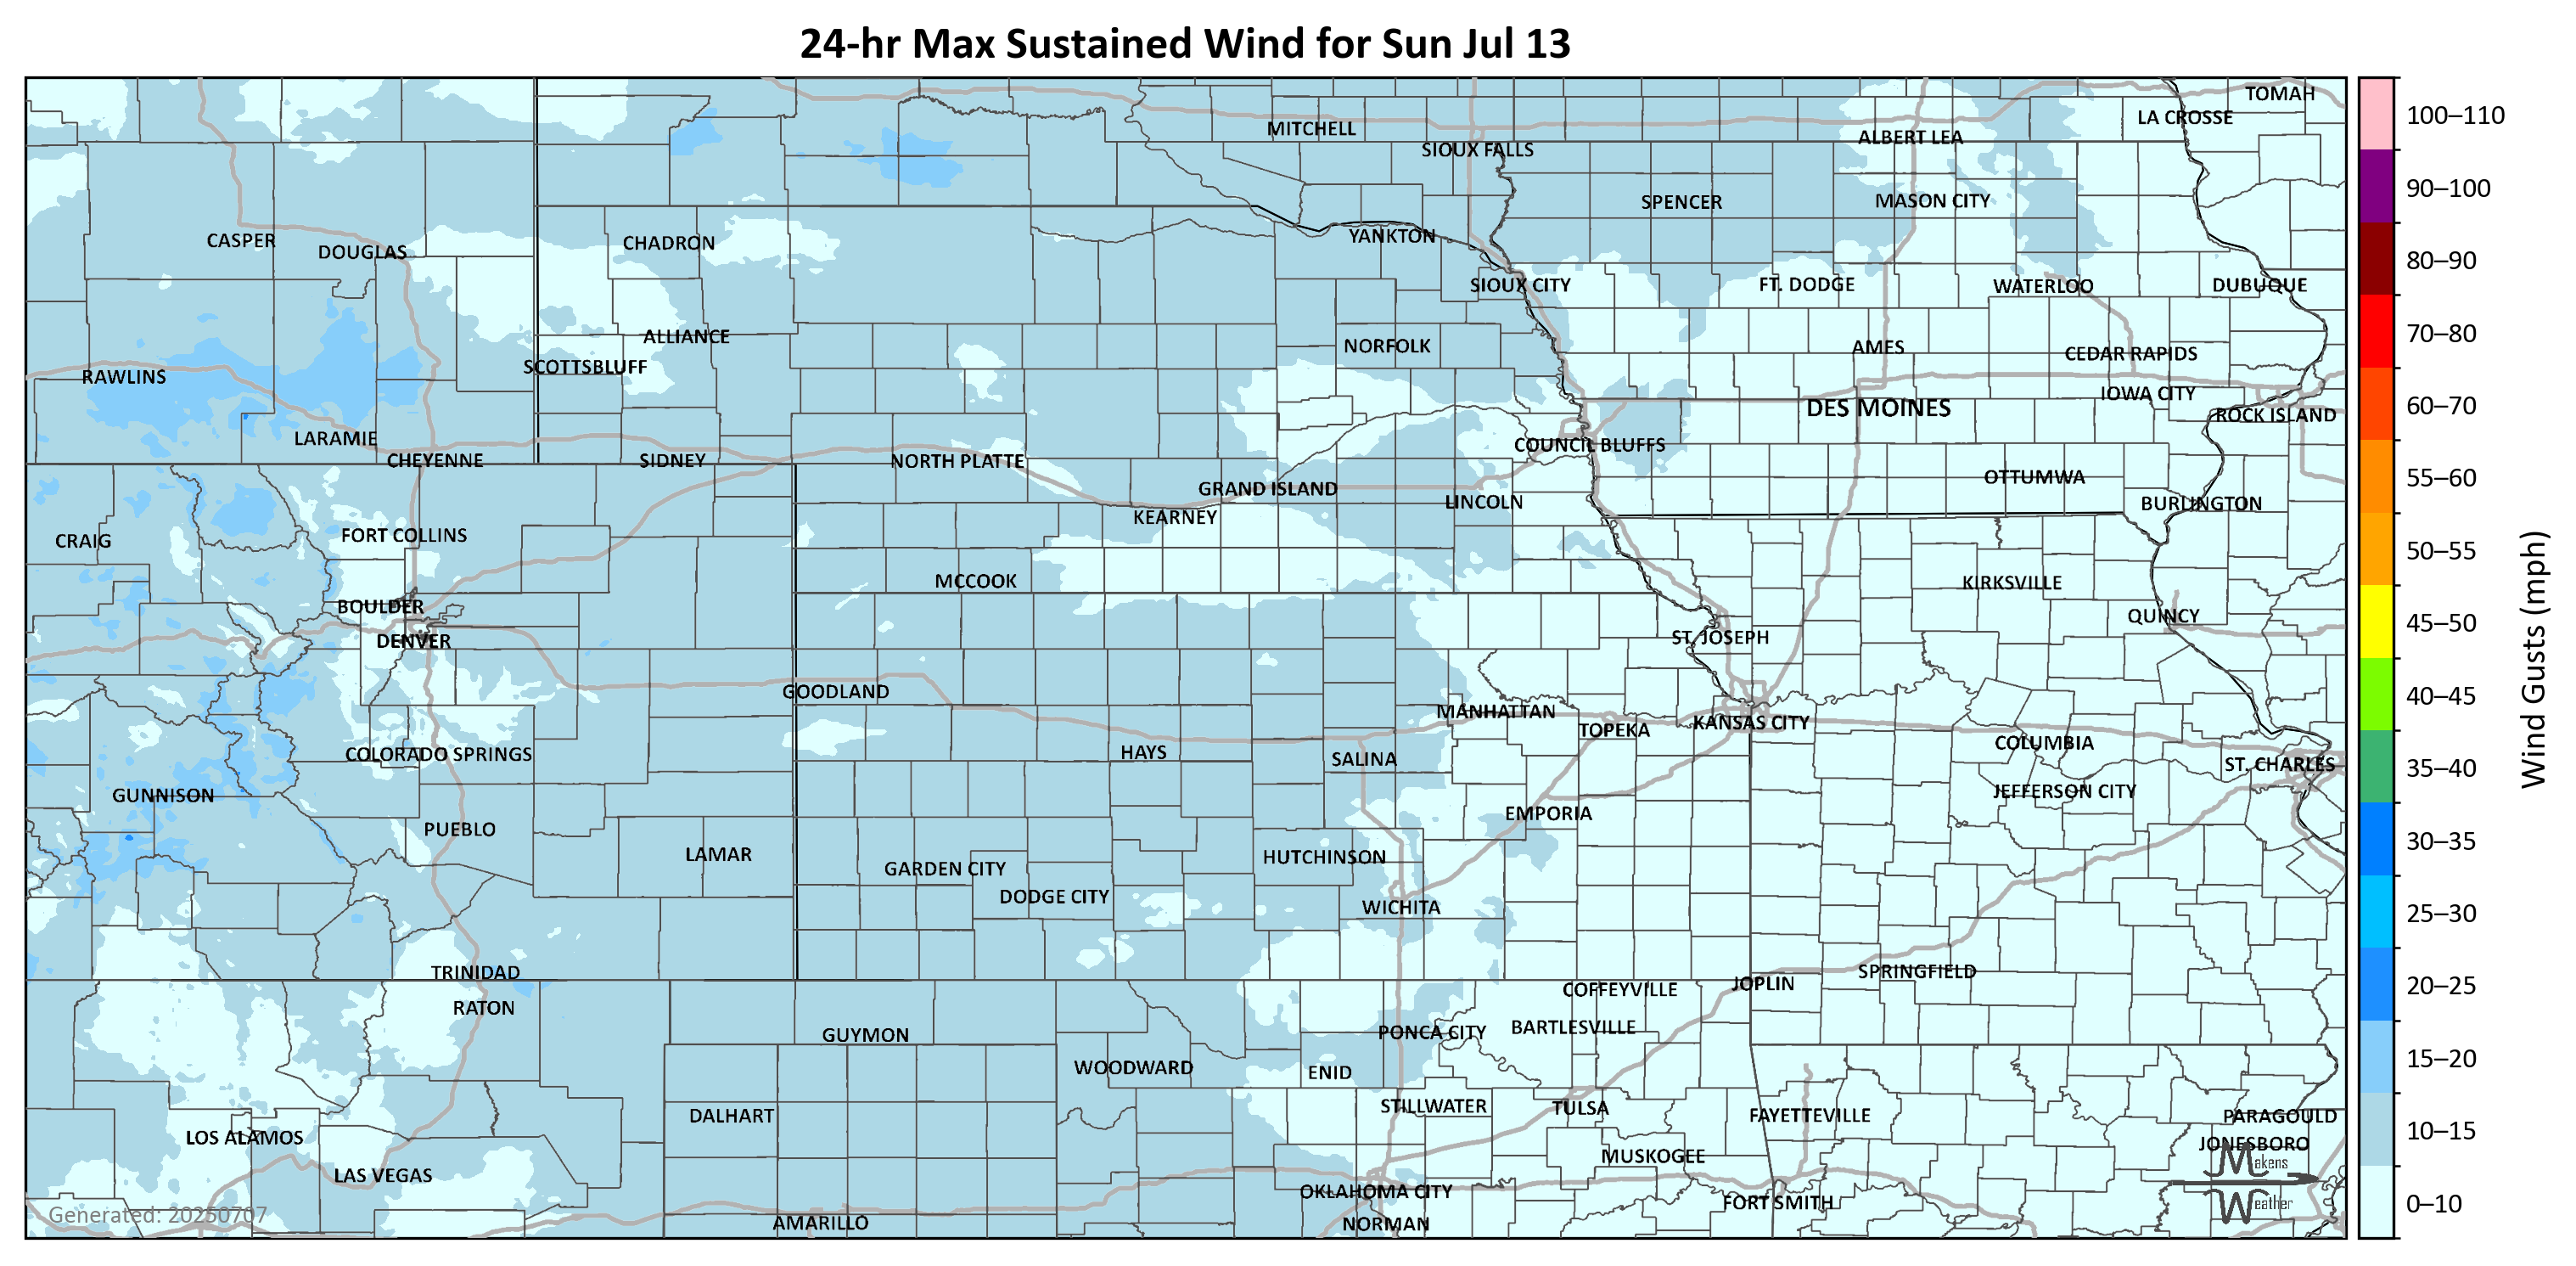 24-hr Max Sustained Wind for Sun Jul 13
TOMAH
LA CROSSE
MITCHELL
ALBERT LEA
SIOUX FALLS
SPENCER
MASON CITY
CASPER
DOUGLAS
CHADRON
YANKTON
SIOUX CITY
FT. DODGE
WATERLOO
DUBUQUE
ALLIANCE
NORFOLK
AMES
CEDAR RAPIDS
SCOTTSBLUFF
RAWLINS
IOWA CITY
DES MOINES
ROCK ISLAND
LARAMIE
COUNCIL BLUFFS
CHEYENNE
SIDNEY
NORTH PLATTE
OTTUMWA
GRAND ISLAND
LINCOLN
BURLINGTON
KEARNEY
FORT COLLINS
CRAIG
MCCOOK
KIRKSVILLE
BOULDER
QUINCY
DENVER
ST. JOSEPH
GOODLAND
MANHATTAN
TOPEKA
KANSAS CITY
COLUMBIA
COLORADO SPRINGS
HAYS
SALINA
ST. CHARLES
JEFFERSON CITY
GUNNISON
EMPORIA
PUEBLO
LAMAR
HUTCHINSON
GARDEN CITY
DODGE CITY
WICHITA
TRINIDAD
SPRINGFIELD
JOPLIN
COFFEYVILLE
RATON
GUYMON
PONCA CITY
BARTLESVILLE
WOODWARD
ENID
STILLWATER
TULSA
DALHART
FAYETTEVILLE
PARAGOULD
LOS ALAMOS
JONESBORO
MUSKOGEE
LAS VEGAS
OKLAHOMA CITY
FORT SMITH
AMARILLO
NORMAN
Generated: 20250707
Makens
Weather
100–110
90–100
80–90
70–80
60–70
55–60
50–55
45–50
40–45
35–40
30–35
25–30
20–25
15–20
10–15
0–10
Wind Gusts (mph)